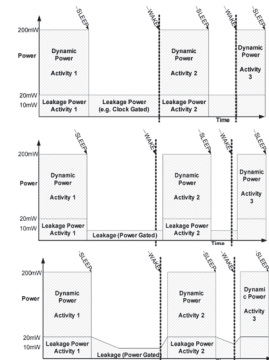 -SLEEP
-WAKE
-SLEEP
-WAKE
-SLEEP
200mW
Power
20mW
10mW
Dynamic
Power
Activity 1
Dynamic
Power
Activity 2
Dynamic
Power
Activity
3
Leakage Power
Activity 1
Leakage Power
(e.g. Clock Gated)
Leakage Power
Activity 2
Time
-SLEEP
-WAKE
-SLEEP
-WAKE
-SLEEP
200mW
Power
20mW
10mW
Dynamic
Power
Activity 1
Dynamic
Power
Activity 2
Dynamic
Power
Activity
3
Leakage Power
Activity 1
Leakage (Power Gated)
Leakage Power
Activity 2
Time
-SLEEP
-WAKE
-SLEEP
-WAKE
-SLEEP
200mW
Power
20mW
10mW
Dynamic
Power
Activity 1
Dynamic
Power
Activity 2
Dynami
c Power
Activity
3
Leakage Power
Activity 1
Leakage (Power Gated)
Leakage Power
Activity 2